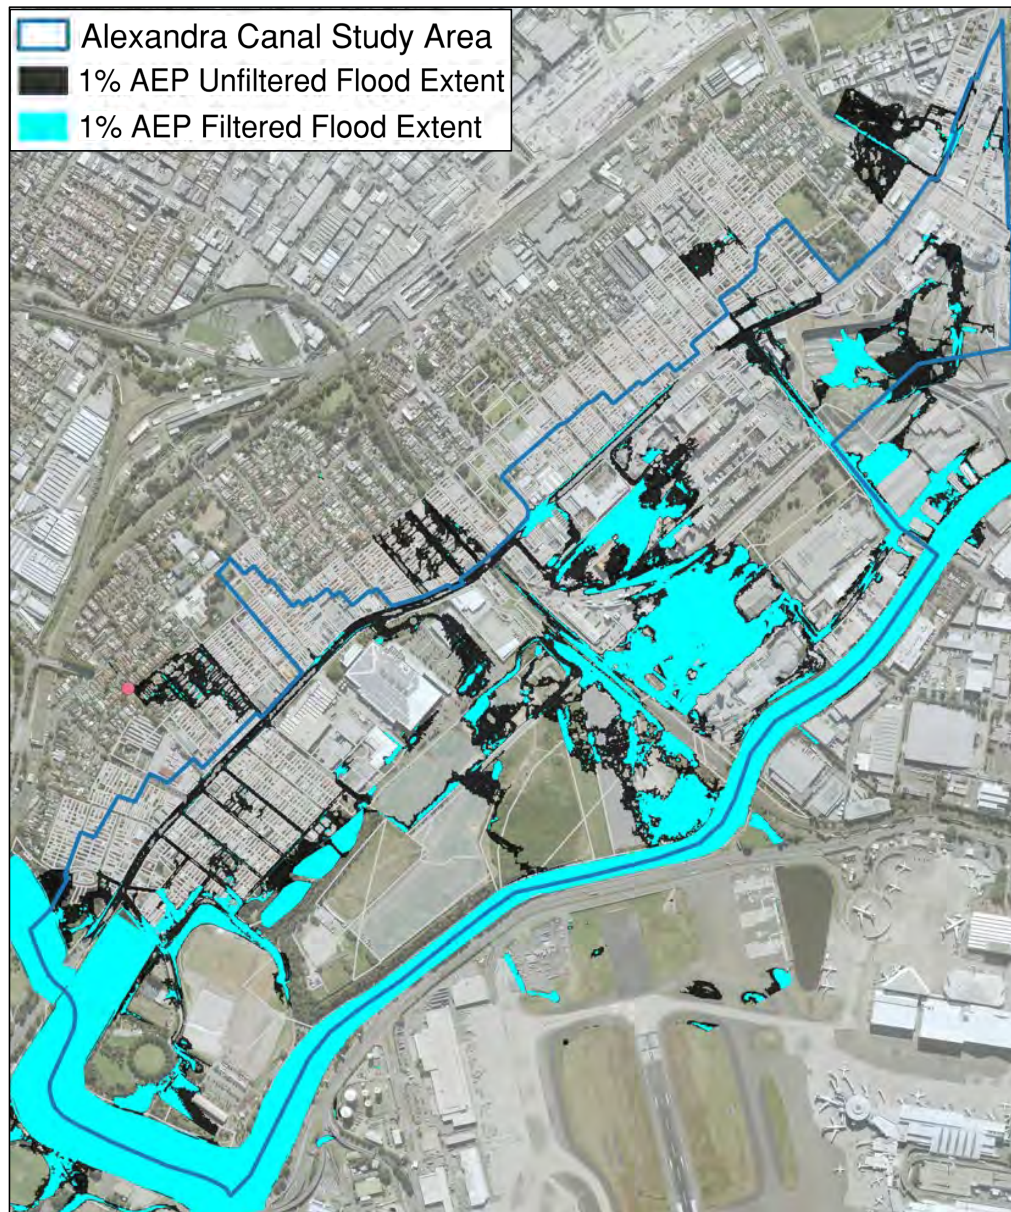 Alexandra Canal Study Area
1% AEP Unfiltered Flood Extent
1% AEP Filtered Flood Extent